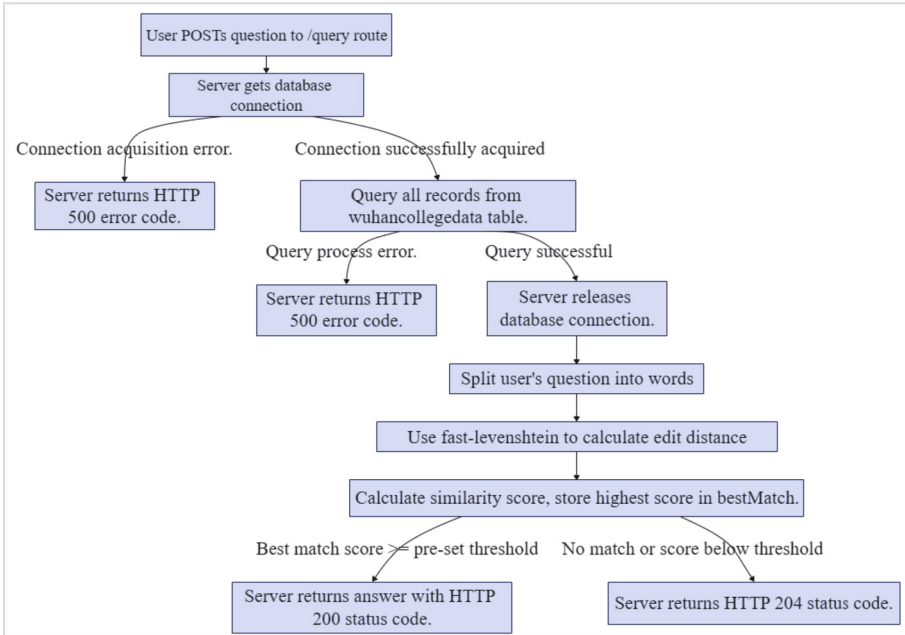 User POSTs question to /query route
Server gets database
connection
Connection acquisition error.
Connection successfully acquired
Server returns HTTP
500 error code.
Query all records from
wuhancollegedata table.
Query process error.
Query successful
Server returns HTTP
500 error code.
Server releases
database connection.
Split user's question into words
Use fast-levenshtein to calculate edit distance
Calculate similarity score, store highest score in bestMatch.
Best match score >= pre-set threshold
No match or score below threshold
Server returns answer with HTTP
200 status code.
Server returns HTTP 204 status code.